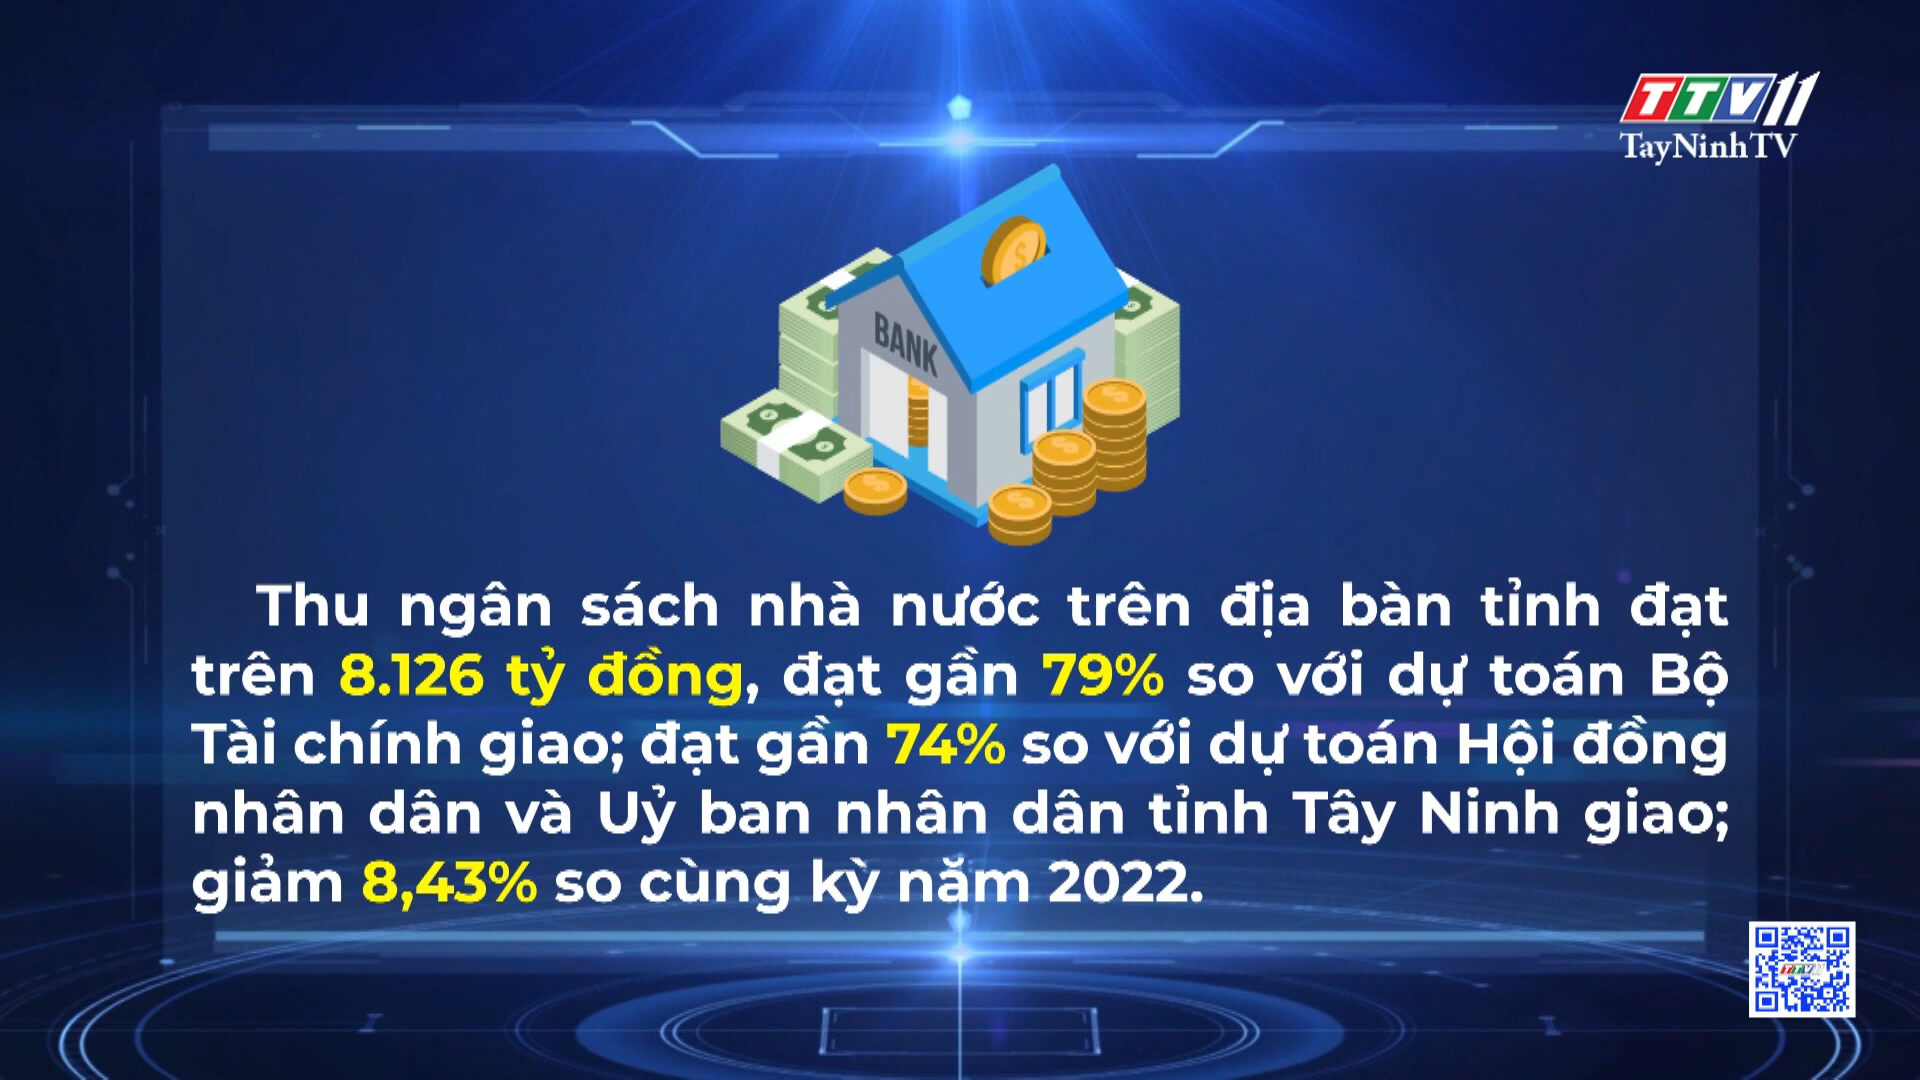 TTV11
TayNinhTV
BANK
Thu ngân sách nhà nước trên địa bàn tỉnh đạt
trên 8.126 tỷ đồng, đạt gần 79% so với dự toán Bộ
Tài chính giao; đạt gần 74% so với dự toán Hội đồng
nhân dân và Uỷ ban nhân dân tỉnh Tây Ninh giao;
giảm 8,43% so cùng kỳ năm 2022.
TTV11